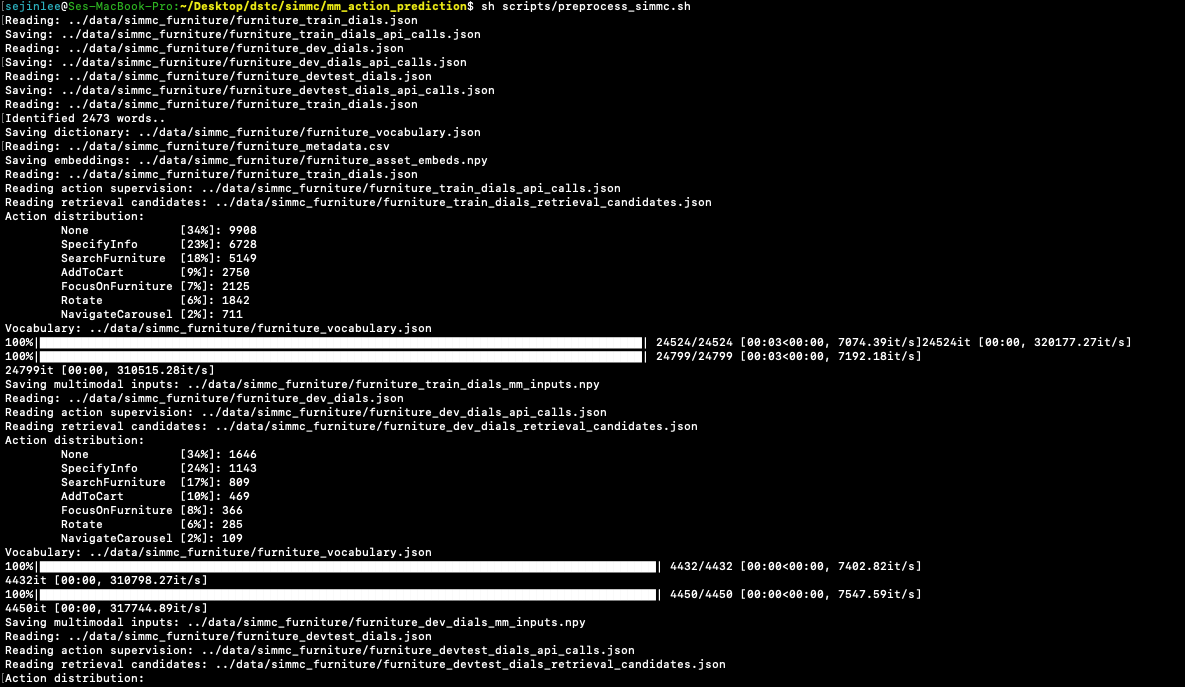 [sejinlee@Ses-MacBook-Pro:~/Desktop/dstc/simmc/mm_action_prediction$ sh scripts/preprocess_simmc.sh
[Reading: ../data/simmc_furniture/furniture_train_dials.json
Saving: ../data/simmc_furniture/furniture_train_dials_api_calls.json
Reading: ../data/simmc_furniture/furniture_dev_dials.json
[Saving: ../data/simmc_furniture/furniture_dev_dials_api_calls.json
Reading: ../data/simmc_furniture/furniture_devtest_dials.json
Saving: ../data/simmc_furniture/furniture_devtest_dials_api_calls.json
Reading: ../data/simmc_furniture/furniture_train_dials.json
[Identified 2473 words..
Saving dictionary: ../data/simmc_furniture/furniture_vocabulary.json
[Reading: ../data/simmc_furniture/furniture_metadata.csv
Saving embeddings: ../data/simmc_furniture/furniture_asset_embeds.npy
Reading: ../data/simmc_furniture/furniture_train_dials.json
Reading action supervision: ../data/simmc_furniture/furniture_train_dials_api_calls.json
Reading retrieval candidates: ../data/simmc_furniture/furniture_train_dials_retrieval_candidates.json
Action distribution:
None [34%]: 9908
SpecifyInfo [23%]: 6728
SearchFurniture [18%]: 5149
AddToCart [9%]: 2750
FocusOnFurniture [7%]: 2125
Rotate [6%]: 1842
NavigateCarousel [2%]: 711
Vocabulary: ../data/simmc_furniture/furniture_vocabulary.json
100%| | 24524/24524 [00:03<00:00, 7074.39it/s]24524it [00:00, 320177.27it/s]
100%| | 24799/24799 [00:03<00:00, 7192.18it/s]
24799it [00:00, 310515.28it/s]
Saving multimodal inputs: ../data/simmc_furniture/furniture_train_dials_mm_inputs.npy
Reading: ../data/simmc_furniture/furniture_dev_dials.json
Reading action supervision: ../data/simmc_furniture/furniture_dev_dials_api_calls.json
Reading retrieval candidates: ../data/simmc_furniture/furniture_dev_dials_retrieval_candidates.json
Action distribution:
None [34%]: 1646
SpecifyInfo [24%]: 1143
SearchFurniture [17%]: 809
AddToCart [10%]: 469
FocusOnFurniture [8%]: 366
Rotate [6%]: 285
NavigateCarousel [2%]: 109
Vocabulary: ../data/simmc_furniture/furniture_vocabulary.json
100%| | 4432/4432 [00:00<00:00, 7402.82it/s]
4432it [00:00, 310798.27it/s]
100%| | 4450/4450 [00:00<00:00, 7547.59it/s]
4450it [00:00, 317744.89it/s]
Saving multimodal inputs: ../data/simmc_furniture/furniture_dev_dials_mm_inputs.npy
Reading: ../data/simmc_furniture/furniture_devtest_dials.json
Reading action supervision: ../data/simmc_furniture/furniture_devtest_dials_api_calls.json
Reading retrieval candidates: ../data/simmc_furniture/furniture_devtest_dials_retrieval_candidates.json
[Action distribution: